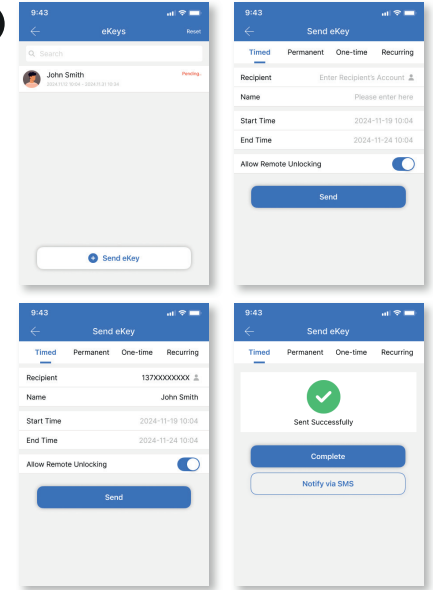 9:43
eKeys
Reset
Search
John Smith
Pending..
9:43
Send eKey
Timed Permanent One-time Recurring
Recipient Enter Recipient's Account
Name Please enter here
Start Time 2024-11-19 10:04
End Time 2024-11-24 10:04
Allow Remote Unlocking
Send
Send eKey
9:43
Send eKey
Timed Permanent One-time Recurring
Recipient 137XXXXXXXX
Name John Smith
Start Time 2024-11-19 10:04
End Time 2024-11-24 10:04
Allow Remote Unlocking
Send
9:43
Send eKey
Timed Permanent One-time Recurring
Sent Successfully
Complete
Notify via SMS